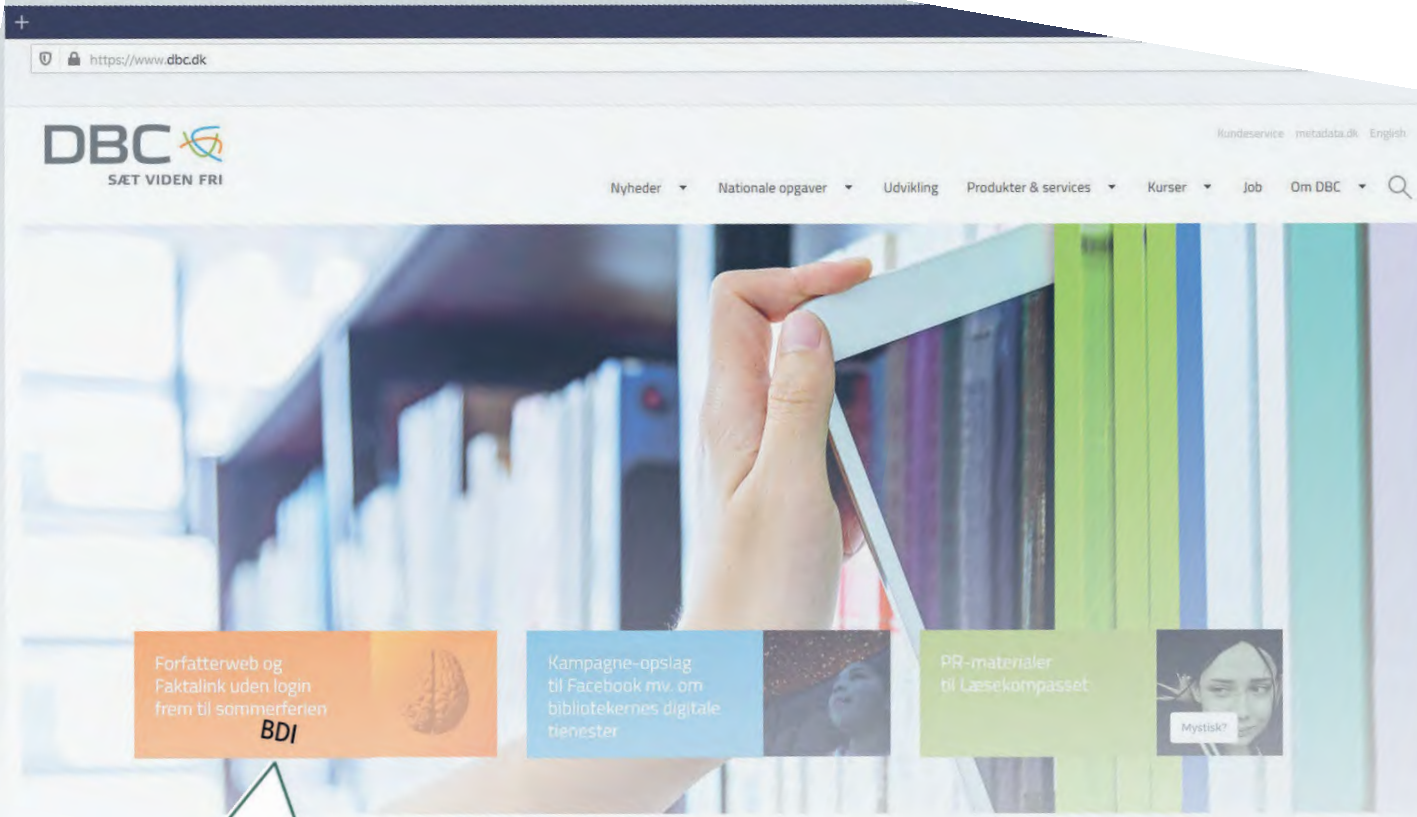 +
https://www.dbc.dk
DBC
SÆT VIDEN FRI
Kundeservice metadata.dk English
Nyheder Nationale opgaver Udvikling Produkter & services Kurser Job Om DBC
Forfatterweb og
Faktalink uden login
frem til sommerferien
BDI
Kampagne-opslag
til Facebook mv. om
bibliotekernes digitale
tienester
PR-materialer
til Læsekompasset
Mystisk?